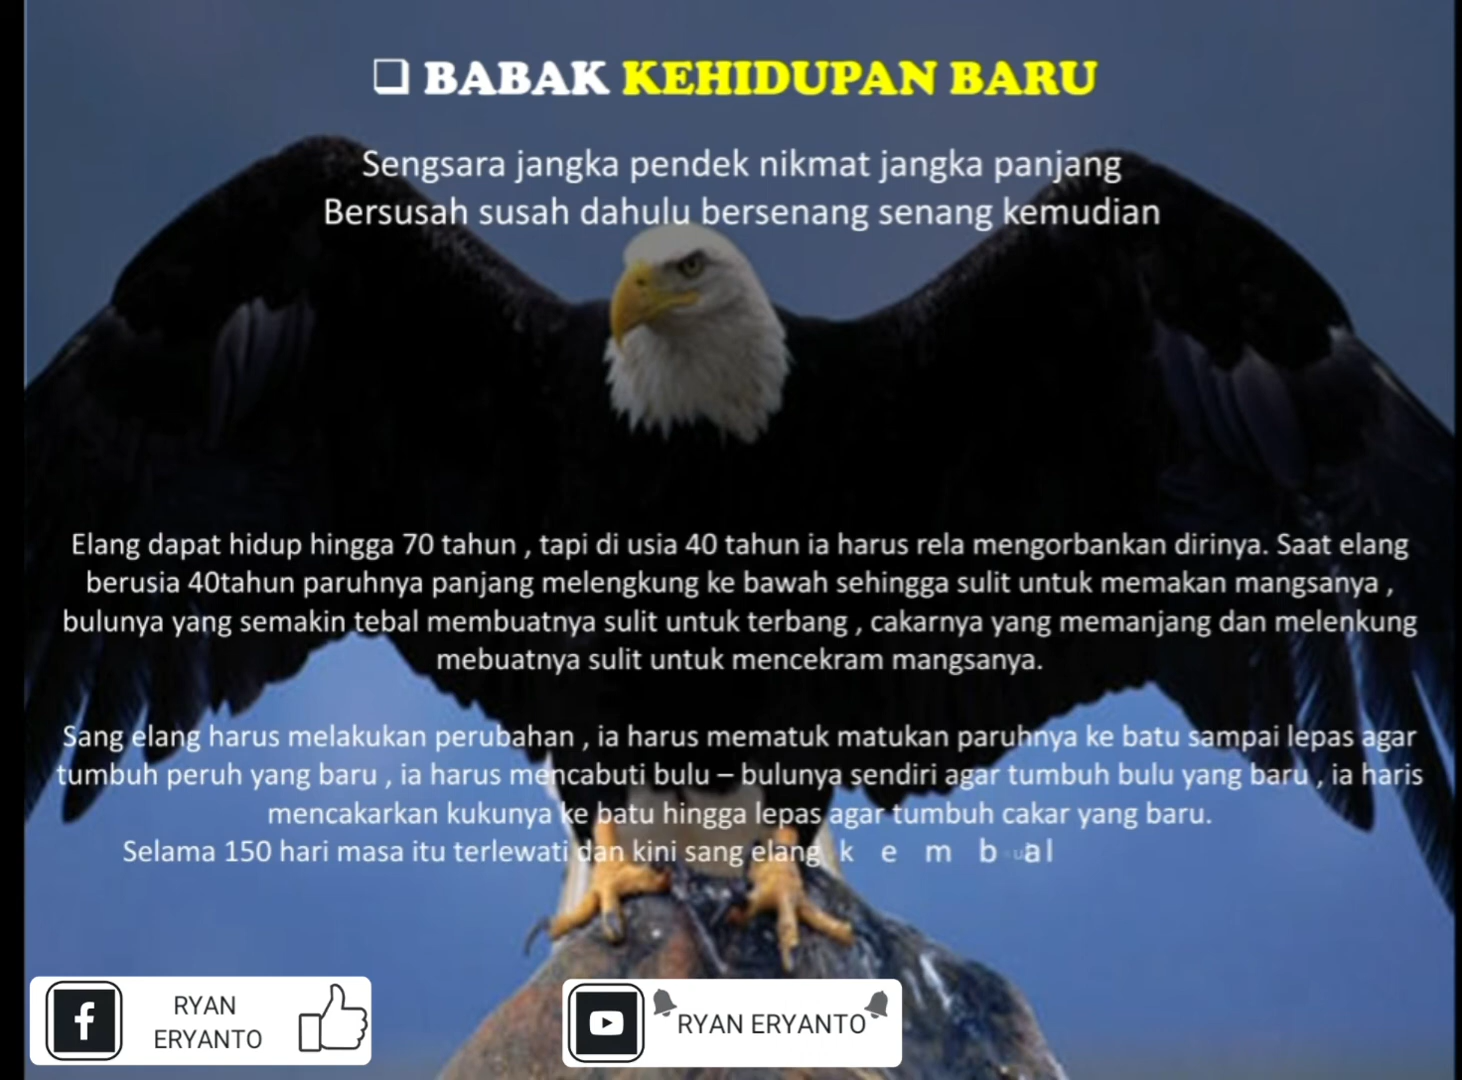 BABAK KEHIDUPAN BARU
Sengsara jangka pendek nikmat jangka panjang
Bersusah susah dahulu bersenang senang kemudian
Elang dapat hidup hingga 70 tahun , tapi di usia 40 tahun ia harus rela mengorbankan dirinya. Saat elang
berusia 40tahun paruhnya panjang melengkung ke bawah sehingga sulit untuk memakan mangsanya ,
bulunya yang semakin tebal membuatnya sulit untuk terbang , cakarnya yang memanjang dan melenkung
mebuatnya sulit untuk mencekram mangsanya.
Sang elang harus melakukan perubahan , ia harus mematuk matukan paruhnya ke batu sampai lepas agar
tumbuh peruh yang baru , ia harus mencabuti bulu – bulunya sendiri agar tumbuh bulu yang baru , ia haris
mencakarkan kukunya ke batu hingga lepas agar tumbuh cakar yang baru.
Selama 150 hari masa itu terlewati dan kini sang elang
RYAN
ERYANTO
RYAN ERYANTO